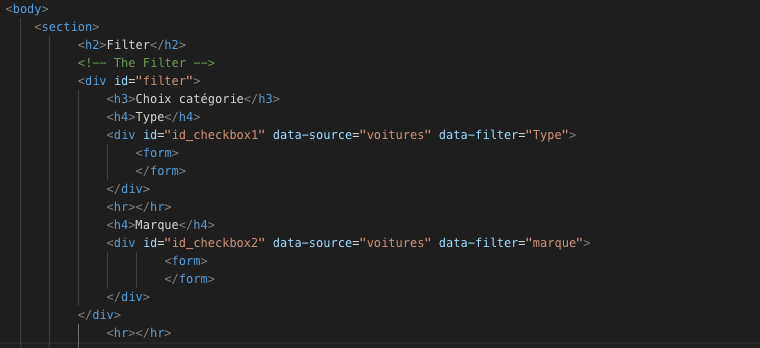 <body>
<section>
<h2>Filter</h2>
<!-- The Filter -->
<div id="filter">
<h3>Choix catégorie</h3>
<h4>Type</h4>
<div id="id_checkbox1" data-source="voitures" data-filter="Type">
<form>
</form>
</div>
<hr></hr>
<h4>Marque</h4>
<div id="id_checkbox2" data-source="voitures" data-filter="marque">
<form>
</form>
</div>
</div>
<hr></hr>